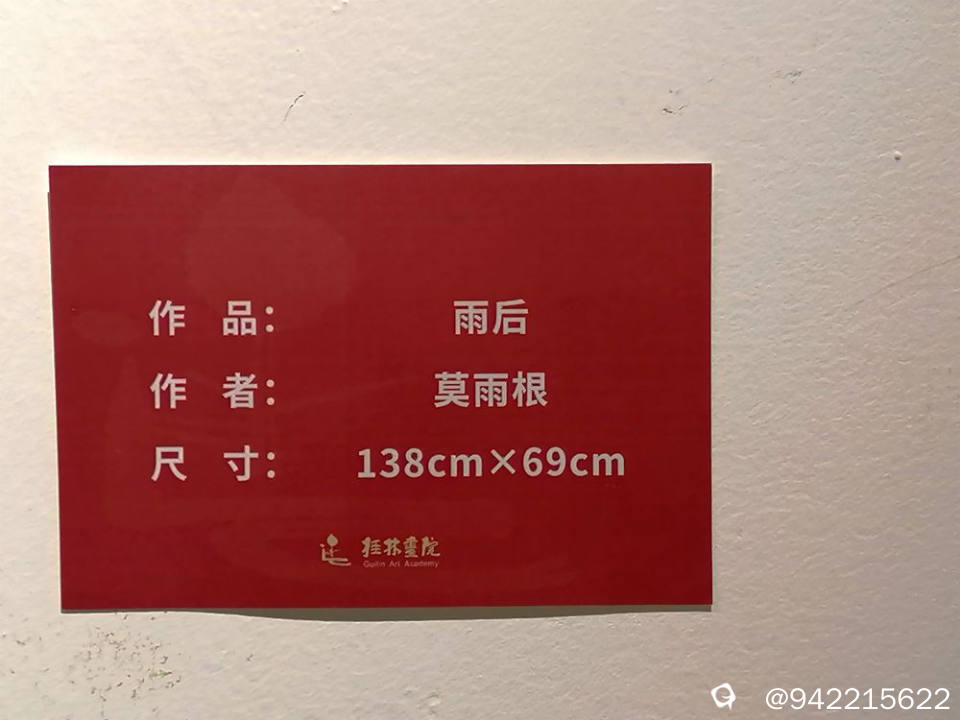 作 品： 雨后
作 者： 莫雨根
尺 寸： 138cm×69cm
桂林畫院
Guilin Art Academy
@942215622